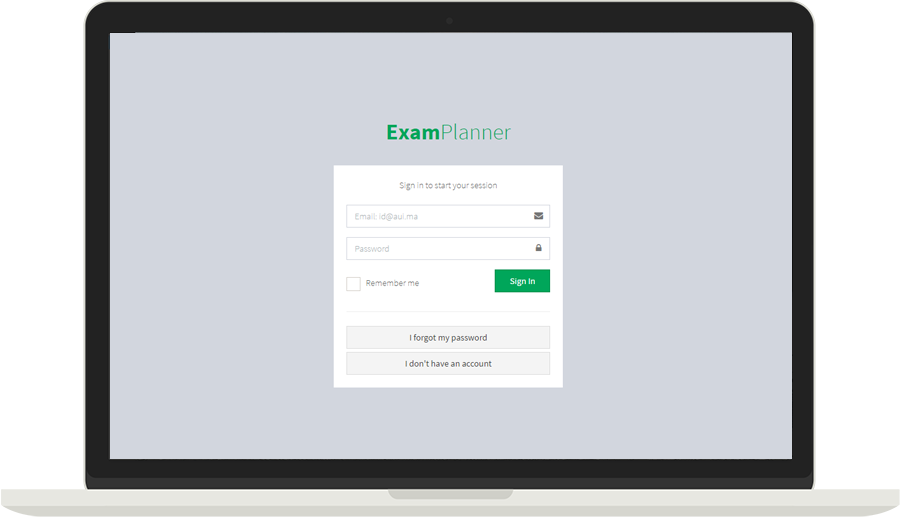 ExamPlanner
Sign in to start your session
Email: id@aui.ma
Password
Remember me
Sign In
I forgot my password
I don't have an account